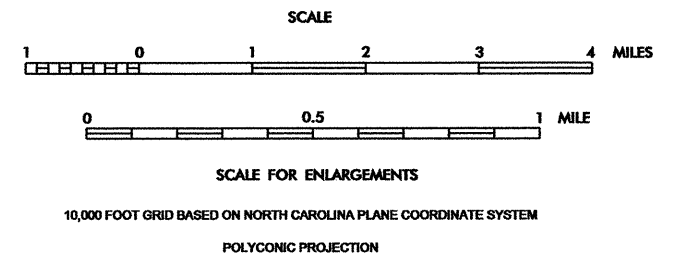 SCALE
1 0 1 2 3 4 MILES
0 0.5 1 MILE
SCALE FOR ENLARGEMENTS
10,000 FOOT GRID BASED ON NORTH CAROLINA PLANE COORDINATE SYSTEM
POLYCONIC PROJECTION